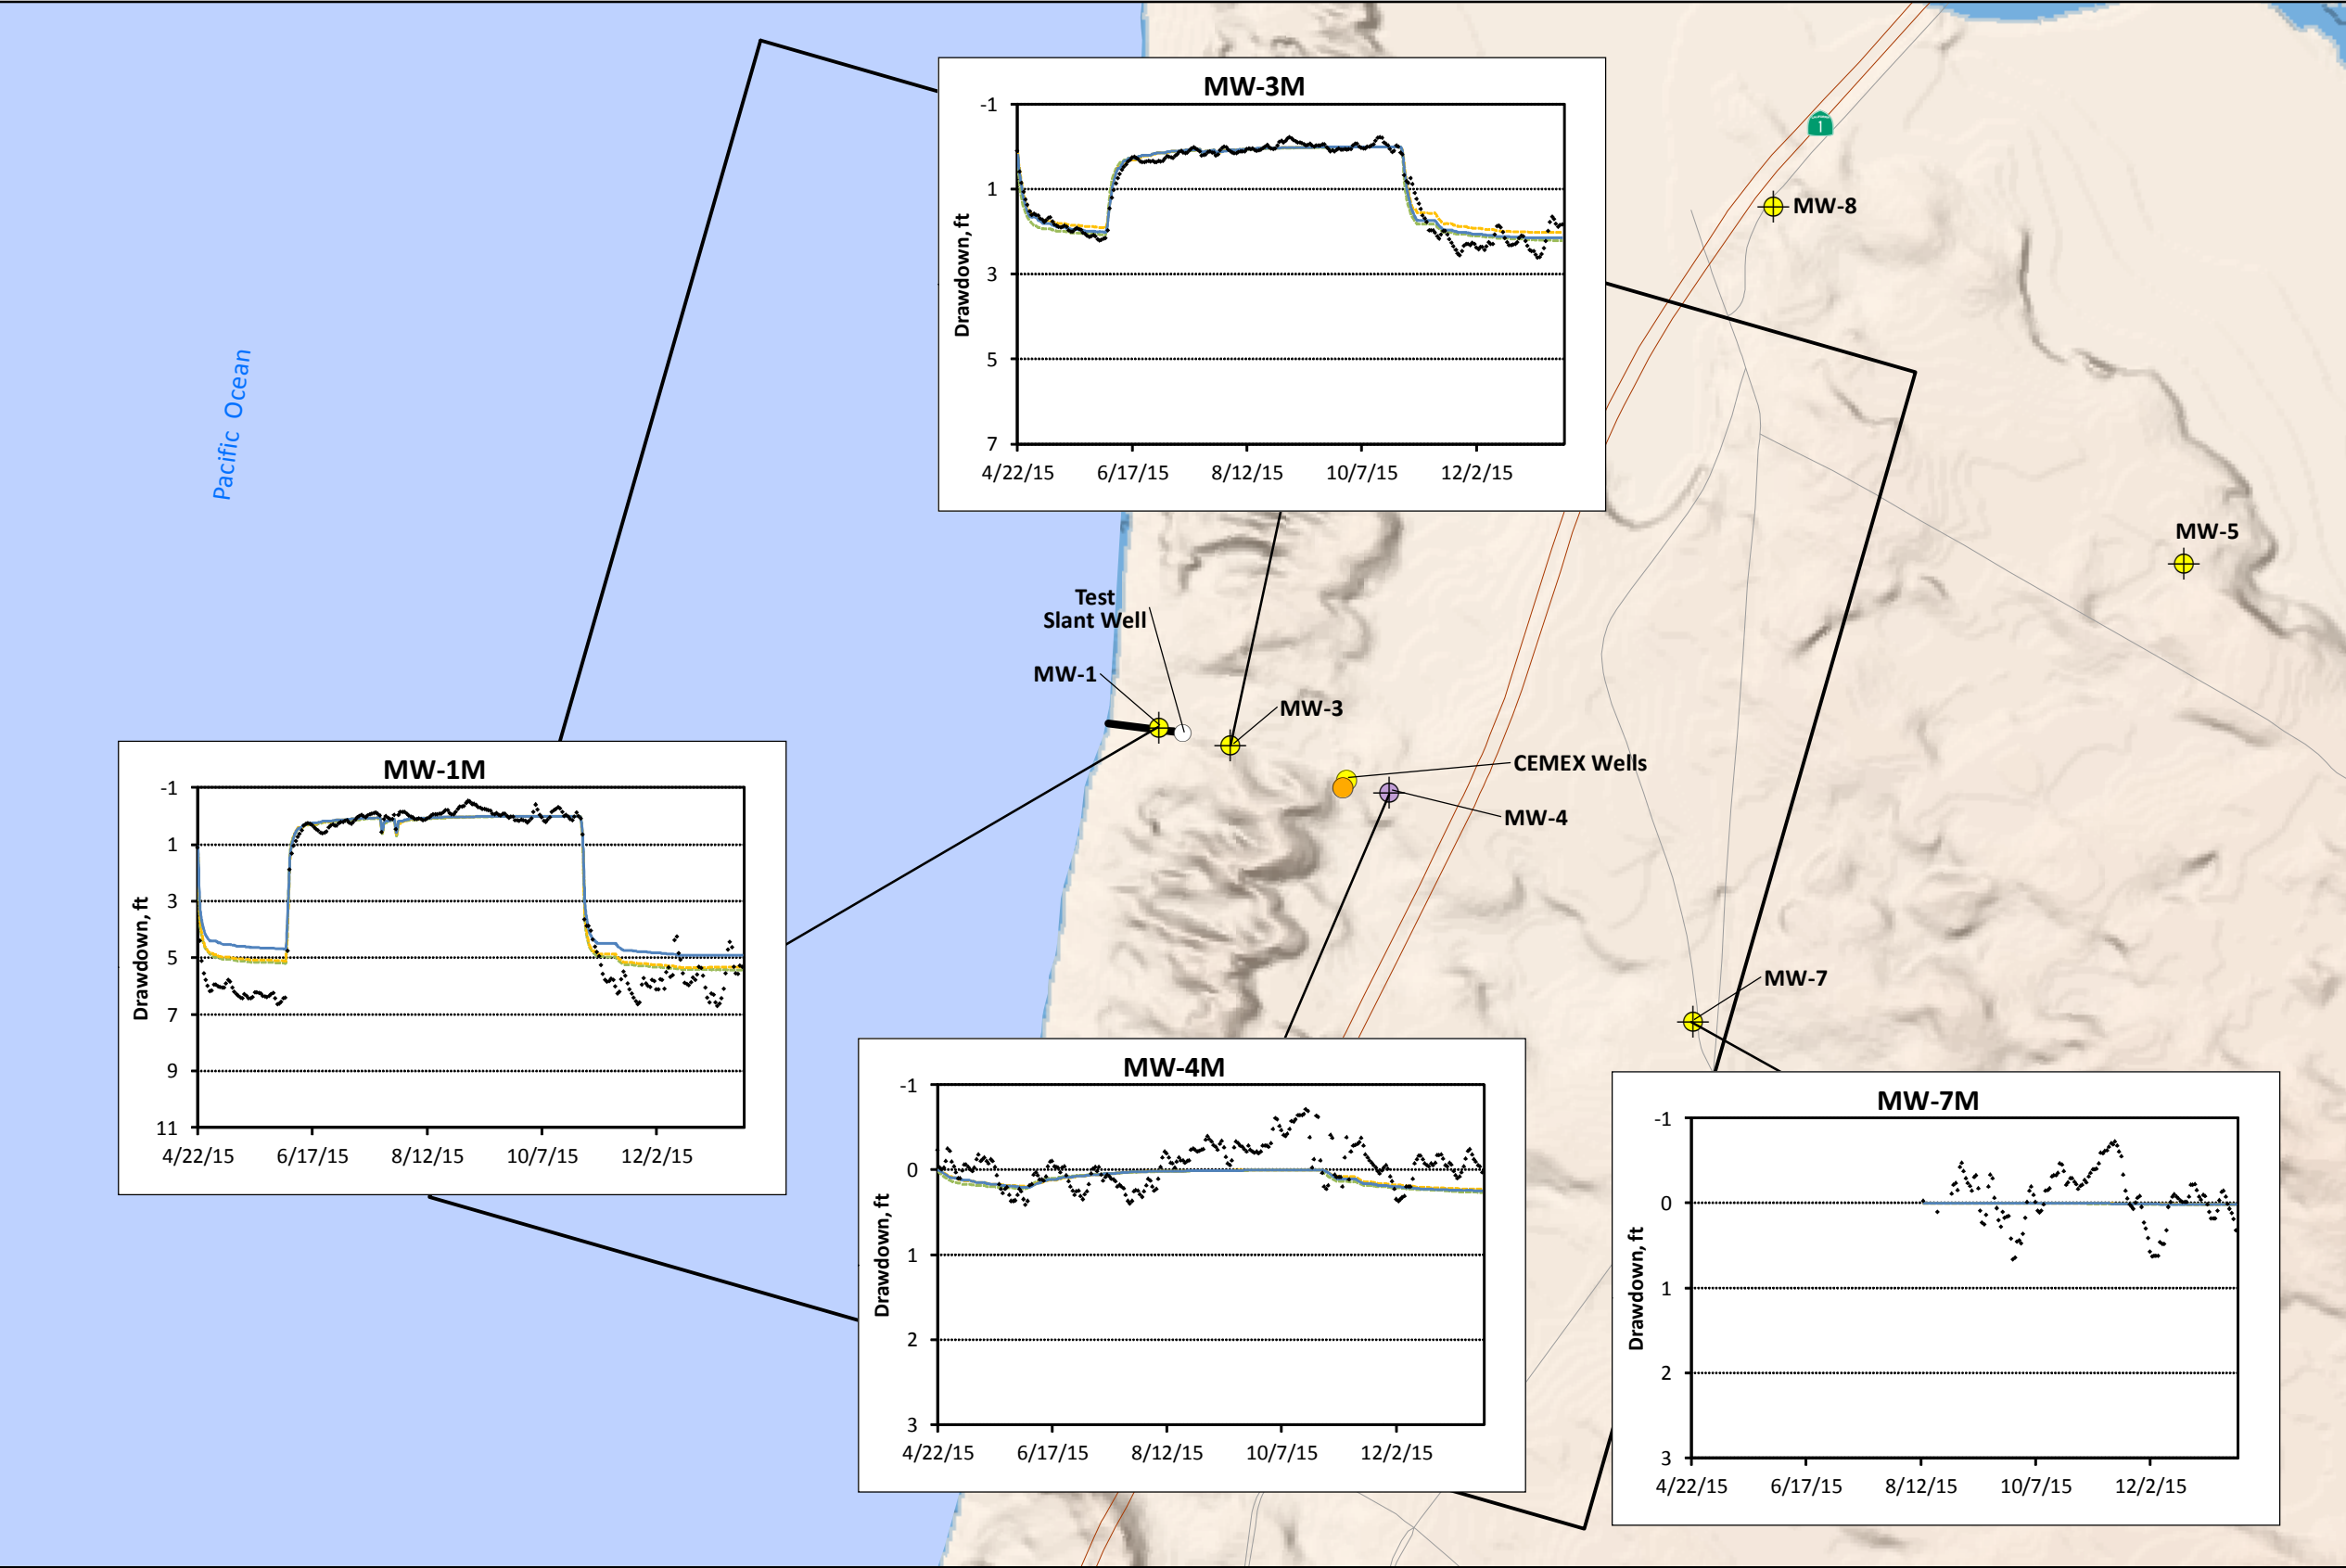 MW-3M
-1
1
3
5
7
Drawdown, ft
4/22/15 6/17/15 8/12/15 10/7/15 12/2/15
1
MW-8
Pacific Ocean
MW-5
Test
Slant Well
MW-1
MW-3
CEMEX Wells
MW-4
MW-7
MW-1M
-1
1
3
5
7
9
11
Drawdown, ft
4/22/15 6/17/15 8/12/15 10/7/15 12/2/15
MW-4M
-1
0
1
2
3
Drawdown, ft
4/22/15 6/17/15 8/12/15 10/7/15 12/2/15
MW-7M
-1
0
1
2
3
Drawdown, ft
4/22/15 6/17/15 8/12/15 10/7/15 12/2/15